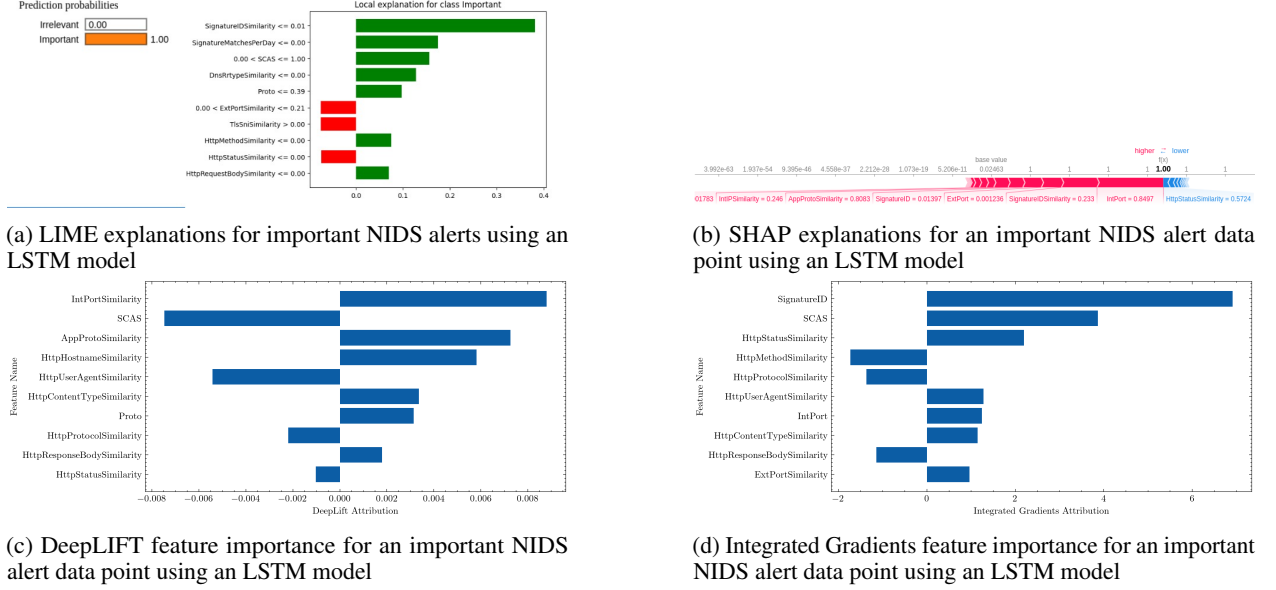 Prediction probabilities
Irrelevant 0.00
Important 1.00
Local explanation for class Important
SignatureIDSimilarity <= 0.01
SignatureMatchesPerDay <= 0.00
0.00 < SCAS <= 1.00
DnsRrtypeSimilarity <= 0.00
Proto <= 0.39
0.00 < ExtPortSimilarity <= 0.21
TlsSniSimilarity > 0.00
HttpMethodSimilarity <= 0.00
HttpStatusSimilarity <= 0.00
HttpRequestBodySimilarity <= 0.00
0.0 0.1 0.2 0.3 0.4
(a) LIME explanations for important NIDS alerts using an
LSTM model
higher ⇄ lower
base value f(x)
3.992e-63 1.937e-54 9.395e-46 4.558e-37 2.212e-28 1.073e-19 5.206e-11 0.02463 1 1 1 1 1.00 1 1
01783 IntIPSimilarity = 0.246 AppProtoSimilarity = 0.8083 SignatureID = 0.01397 ExtPort = 0.001236 SignatureIDSimilarity = 0.233 IntPort = 0.8497 HttpStatusSimilarity = 0.5724
(b) SHAP explanations for an important NIDS alert data
point using an LSTM model
Feature Name
IntPortSimilarity
SCAS
AppProtoSimilarity
HttpHostnameSimilarity
HttpUserAgentSimilarity
HttpContentTypeSimilarity
Proto
HttpProtocolSimilarity
HttpResponseBodySimilarity
HttpStatusSimilarity
−0.008 −0.006 −0.004 −0.002 0.000 0.002 0.004 0.006 0.008
DeepLift Attribution
(c) DeepLIFT feature importance for an important NIDS
alert data point using an LSTM model
Feature Name
SignatureID
SCAS
HttpStatusSimilarity
HttpMethodSimilarity
HttpProtocolSimilarity
HttpUserAgentSimilarity
IntPort
HttpContentTypeSimilarity
HttpResponseBodySimilarity
ExtPortSimilarity
−2 0 2 4 6
Integrated Gradients Attribution
(d) Integrated Gradients feature importance for an important
NIDS alert data point using an LSTM model